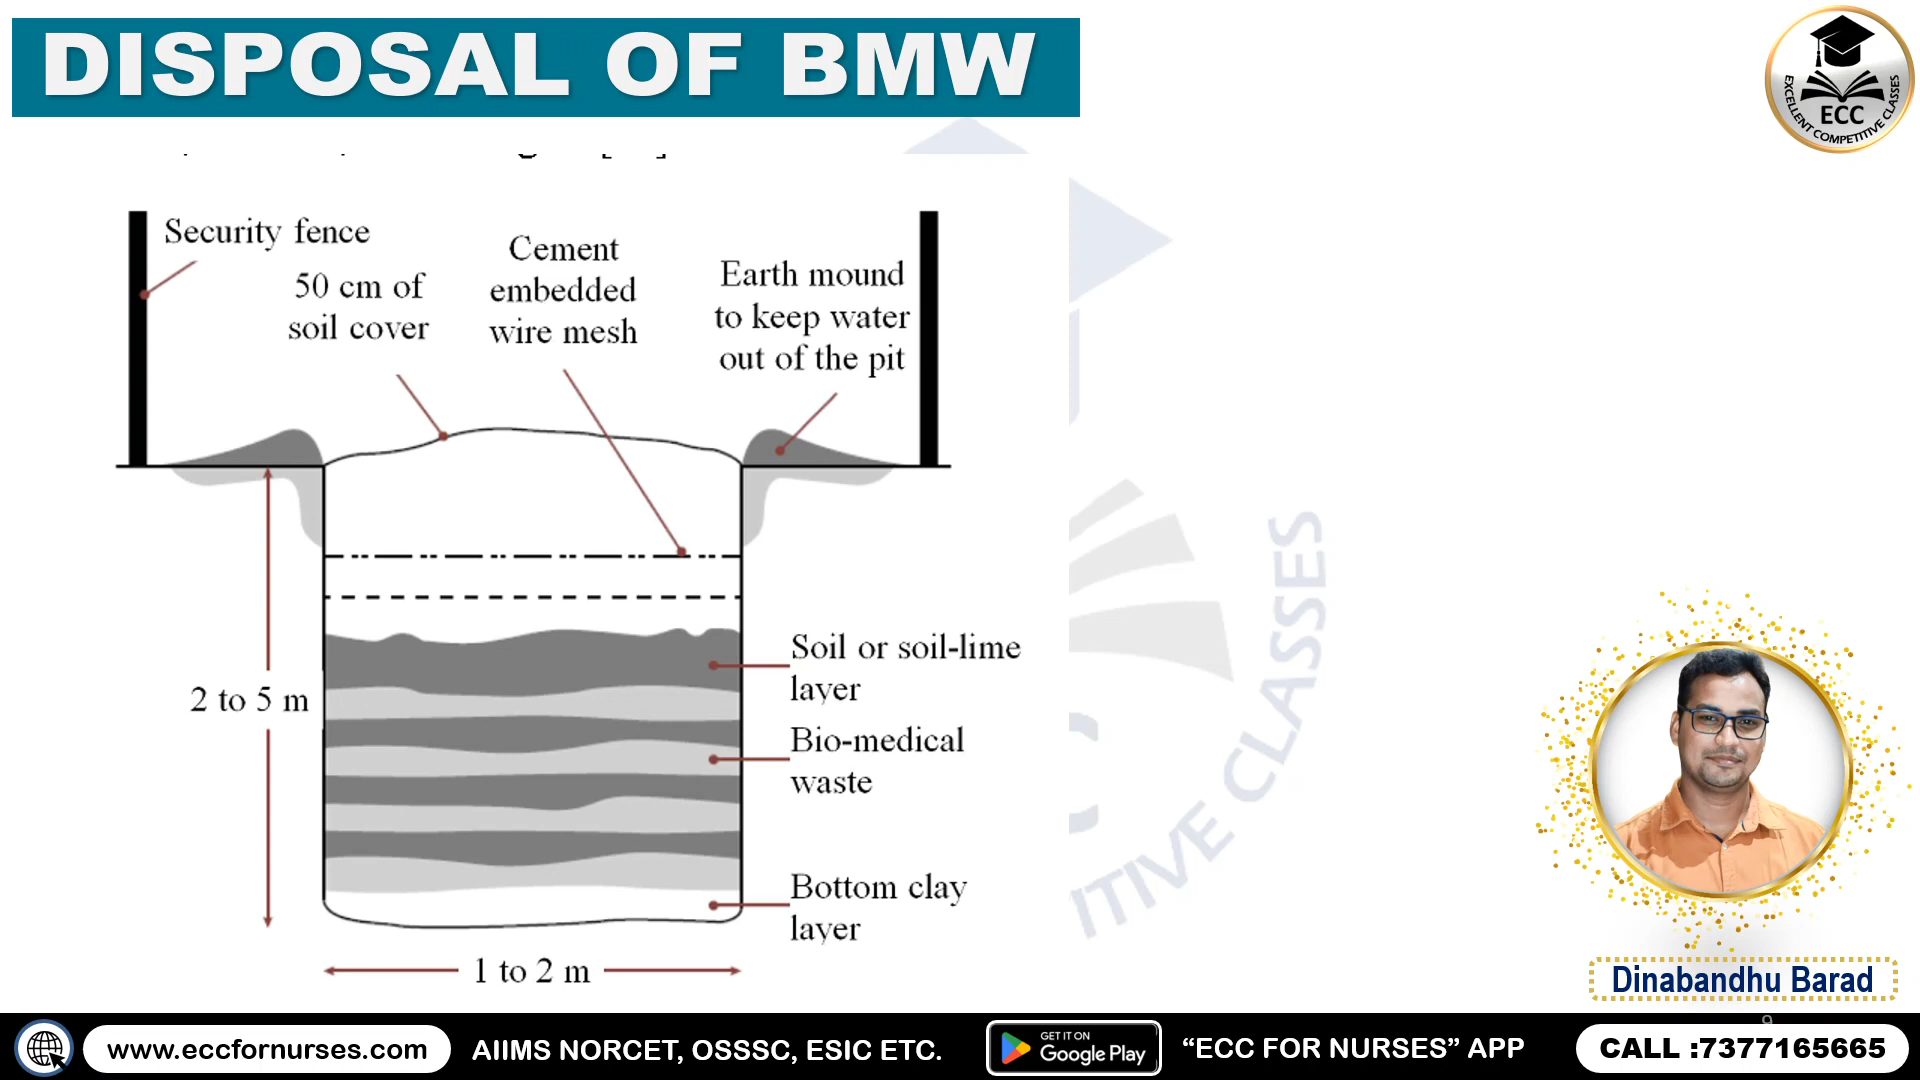 DISPOSAL OF BMW
EXCELLENT COMPETITIVE CLASSES
ECC
Security fence
50 cm of
soil cover
Cement
embedded
wire mesh
Earth mound
to keep water
out of the pit
2 to 5 m
Soil or soil-lime
layer
Bio-medical
waste
Bottom clay
layer
1 to 2 m
ITIVE CLASSES
Dinabandhu Barad
9
www.eccfornurses.com
AIIMS NORCET, OSSSC, ESIC ETC.
GET IT ON
Google Play
“ECC FOR NURSES” APP
CALL :7377165665